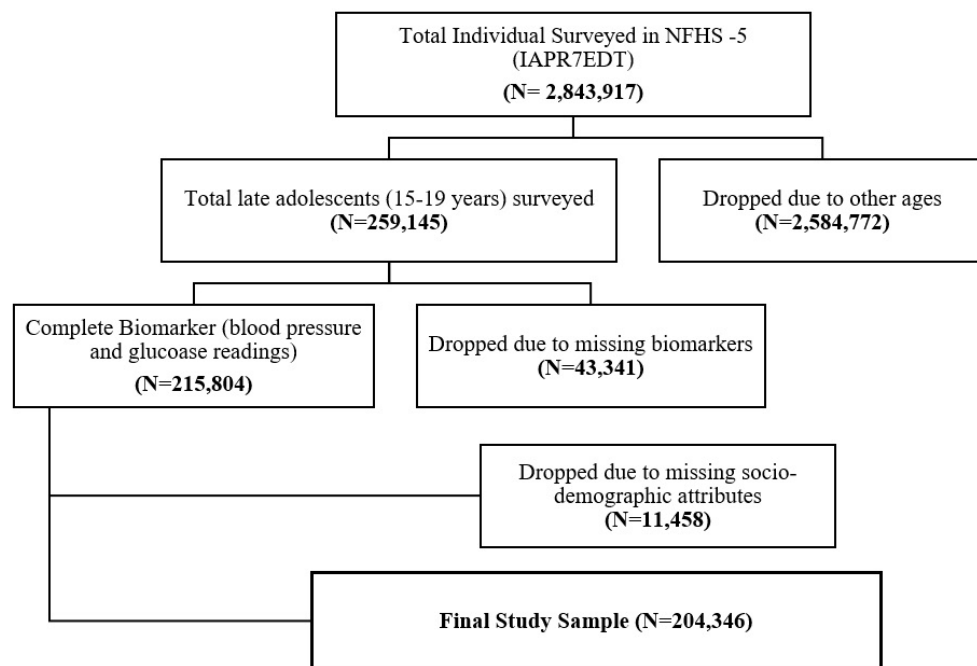 Total Individual Surveyed in NFHS -5
(IAPR7EDT)
(N= 2,843,917)
Total late adolescents (15-19 years) surveyed
(N=259,145)
Dropped due to other ages
(N=2,584,772)
Complete Biomarker (blood pressure
and glucoase readings)
(N=215,804)
Dropped due to missing biomarkers
(N=43,341)
Dropped due to missing socio-
demographic attributes
(N=11,458)
Final Study Sample (N=204,346)